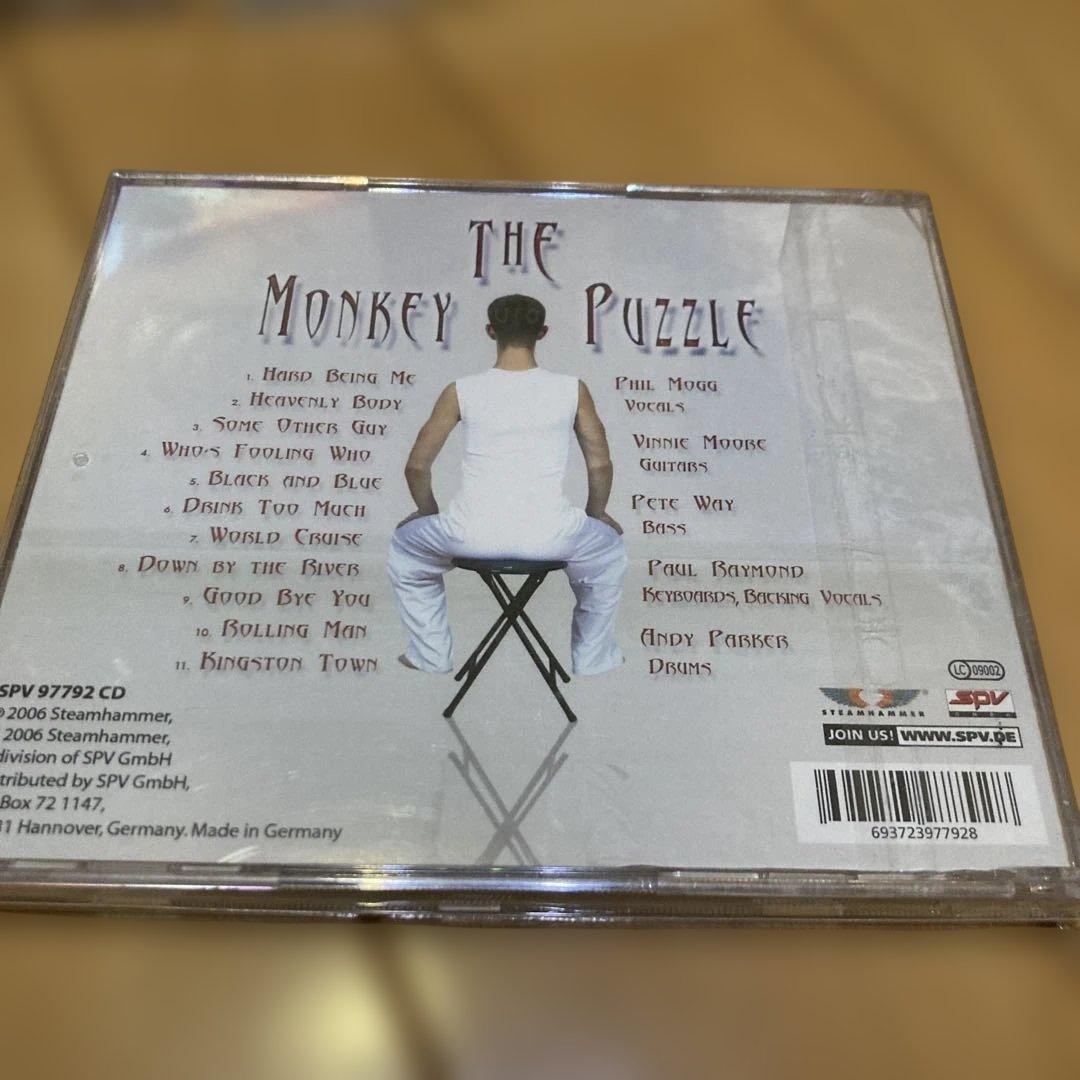 THE
MONKEY PUZZLE
UFO
1. HARD BEING ME
2. HEAVENLY BODY
3. SOME OTHER GUY
4. WHO'S FOOLING WHO
5. BLACK AND BLUE
6. DRINK TOO MUCH
7. WORLD CRUISE
8. DOWN BY THE RIVER
9. GOOD BYE YOU
10. ROLLING MAN
11. KINGSTON TOWN
PHIL MOGG
VOCALS
VINNIE MOORE
GUITARS
PETE WAY
BASS
PAUL RAYMOND
KEYBOARDS, BACKING VOCALS
ANDY PARKER
DRUMS
SPV 97792 CD
℗ 2006 Steamhammer,
2006 Steamhammer,
division of SPV GmbH
tributed by SPV GmbH,
Box 72 1147,
31 Hannover, Germany. Made in Germany
LC 09002
STEAMHAMMER
SPV
JOIN US! WWW.SPV.DE
693723977928